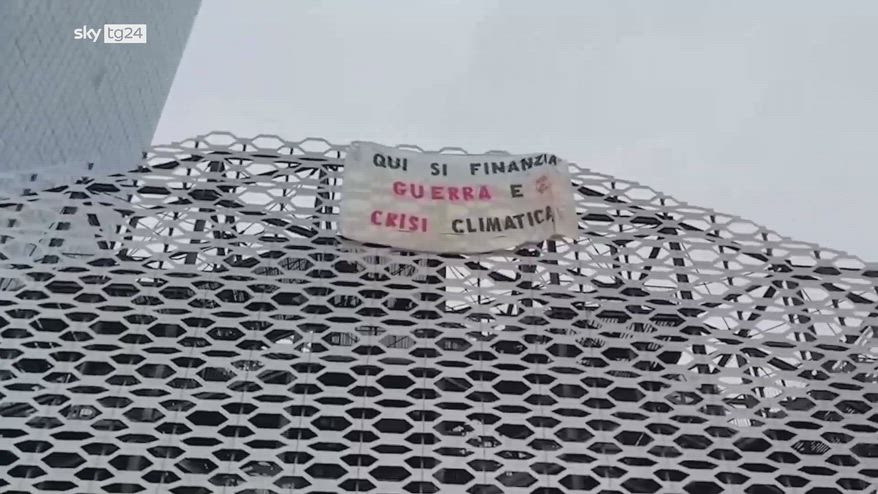 sky tg24
QUI SI FINANZIA
GUERRA E
CRISI CLIMATICA